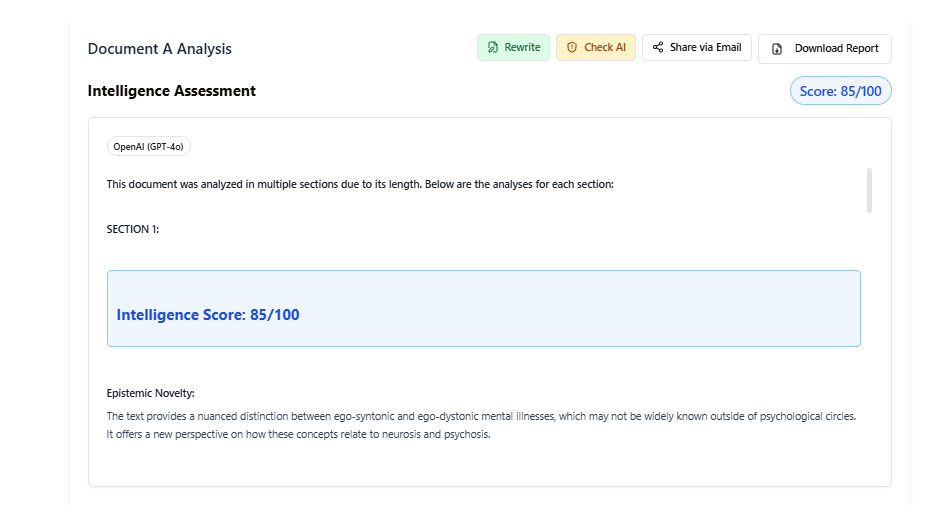 Document A Analysis
Rewrite
Check AI
Share via Email
Download Report
Intelligence Assessment
Score: 85/100
OpenAI (GPT-4o)
This document was analyzed in multiple sections due to its length. Below are the analyses for each section:
SECTION 1:
Intelligence Score: 85/100
Epistemic Novelty:
The text provides a nuanced distinction between ego-syntonic and ego-dystonic mental illnesses, which may not be widely known outside of psychological circles.
It offers a new perspective on how these concepts relate to neurosis and psychosis.